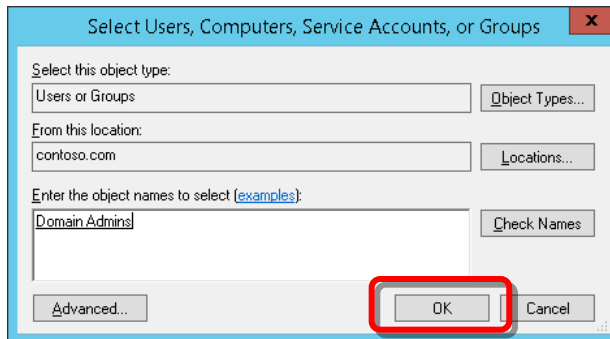 Select Users, Computers, Service Accounts, or Groups
x
Select this object type:
Users or Groups
Object Types...
From this location:
contoso.com
Locations...
Enter the object names to select (examples):
Domain Admins
Check Names
Advanced...
OK
Cancel